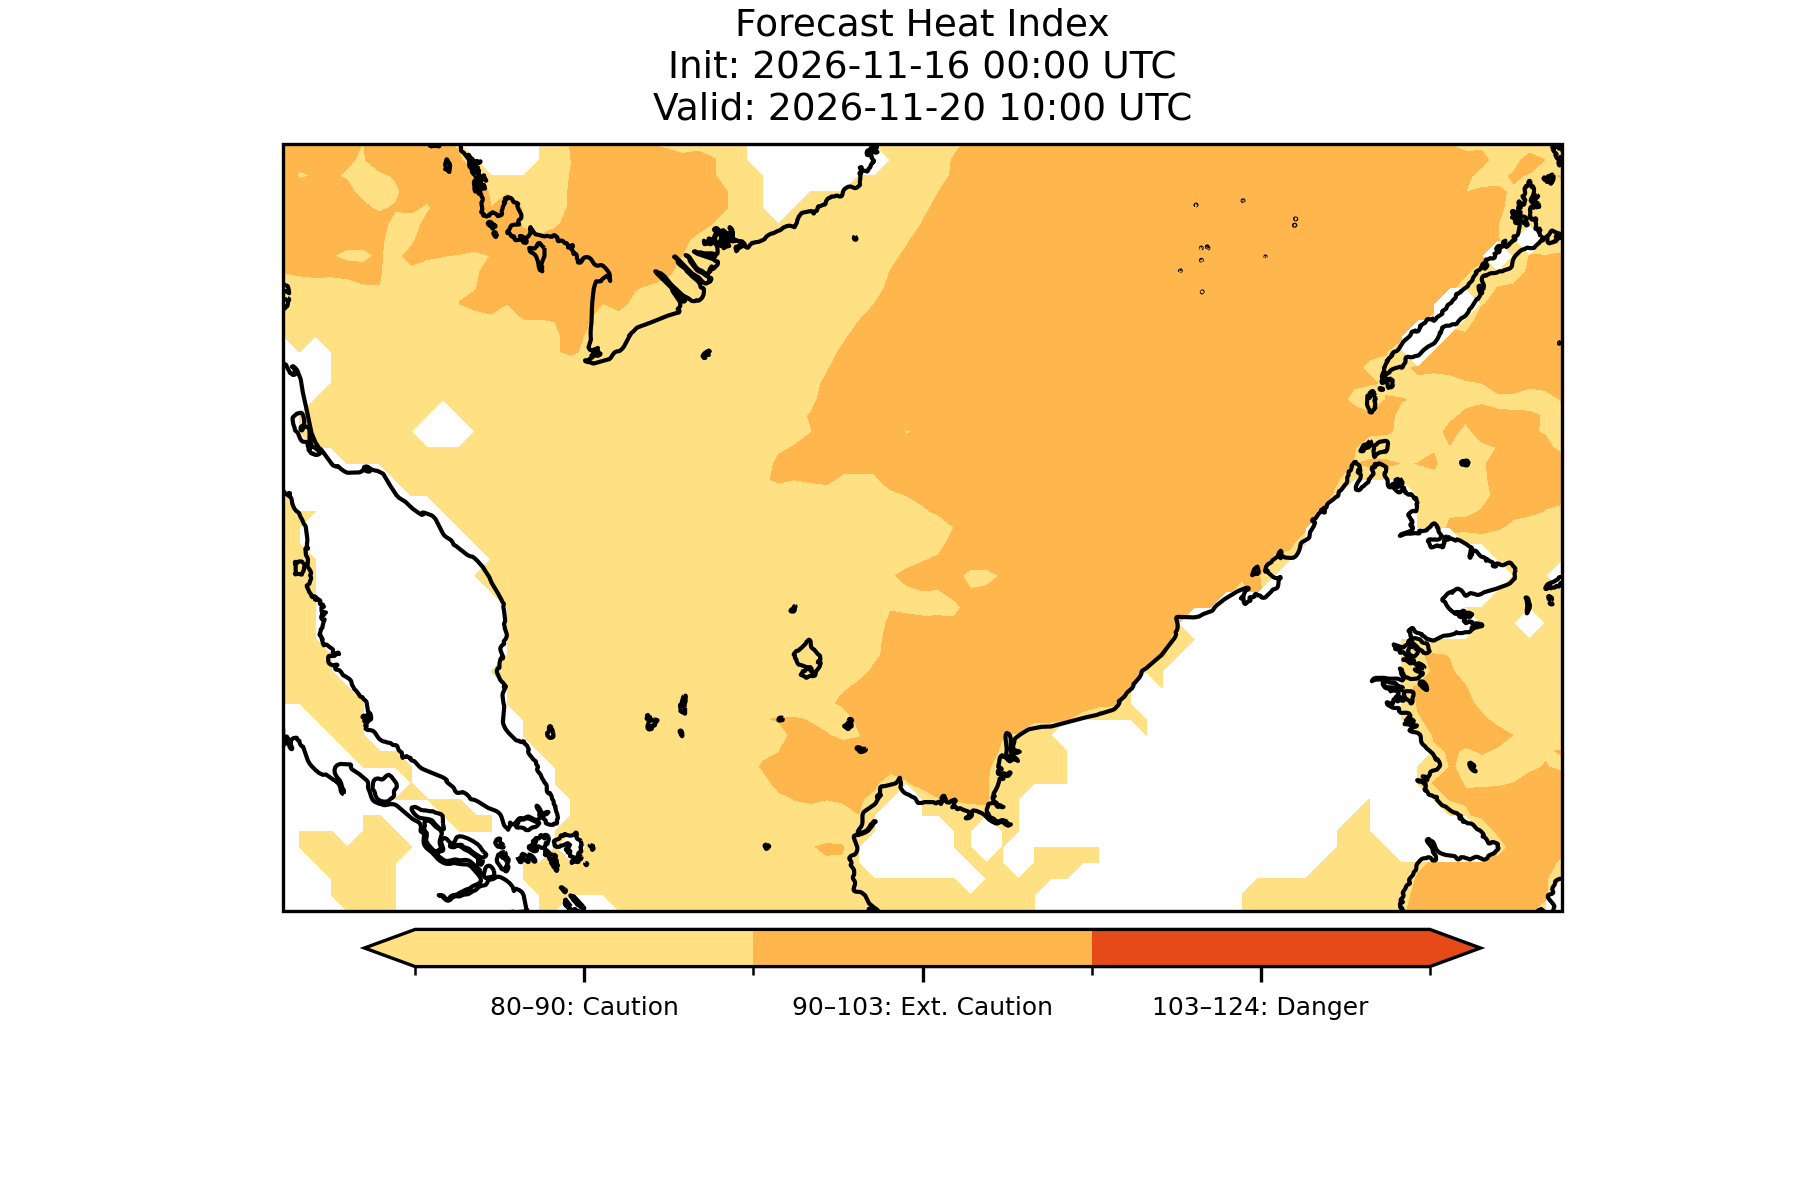 Forecast Heat Index
Init: 2026-11-16 00:00 UTC
Valid: 2026-11-20 10:00 UTC
80–90: Caution
90–103: Ext. Caution
103–124: Danger